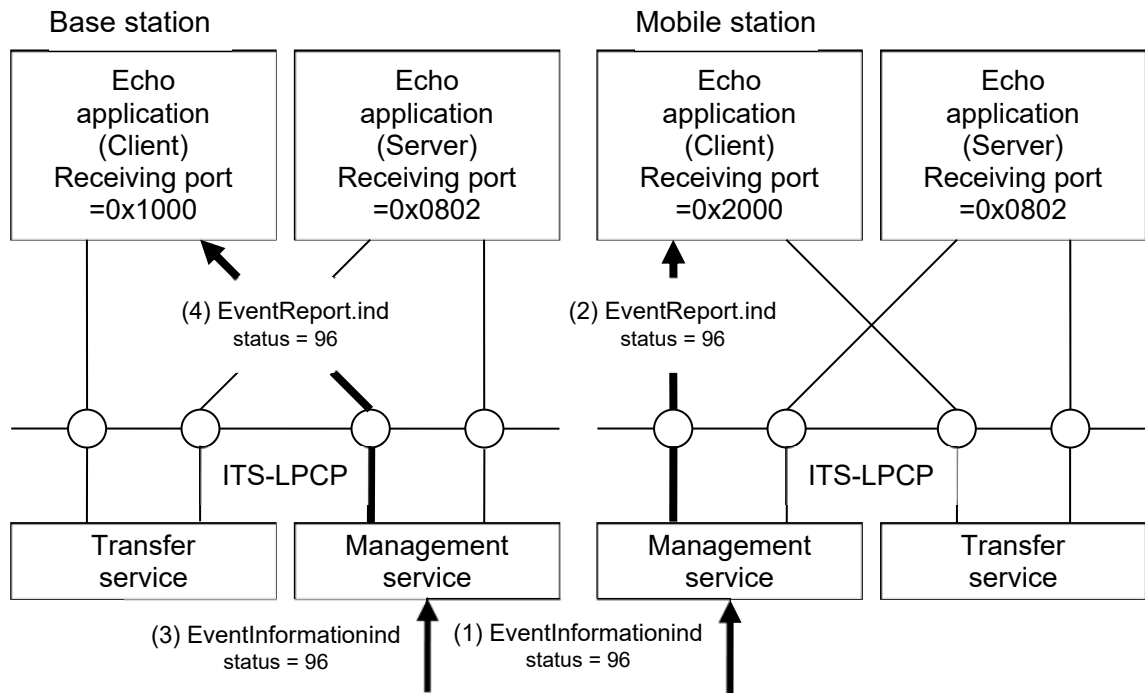 Base station
Mobile station
Echo
application
(Client)
Receiving port
=0x1000
Echo
application
(Server)
Receiving port
=0x0802
Echo
application
(Client)
Receiving port
=0x2000
Echo
application
(Server)
Receiving port
=0x0802
(4) EventReport.ind
status = 96
(2) EventReport.ind
status = 96
ITS-LPCP
ITS-LPCP
Transfer
service
Management
service
Management
service
Transfer
service
(3) EventInformationind
status = 96
(1) EventInformationind
status = 96